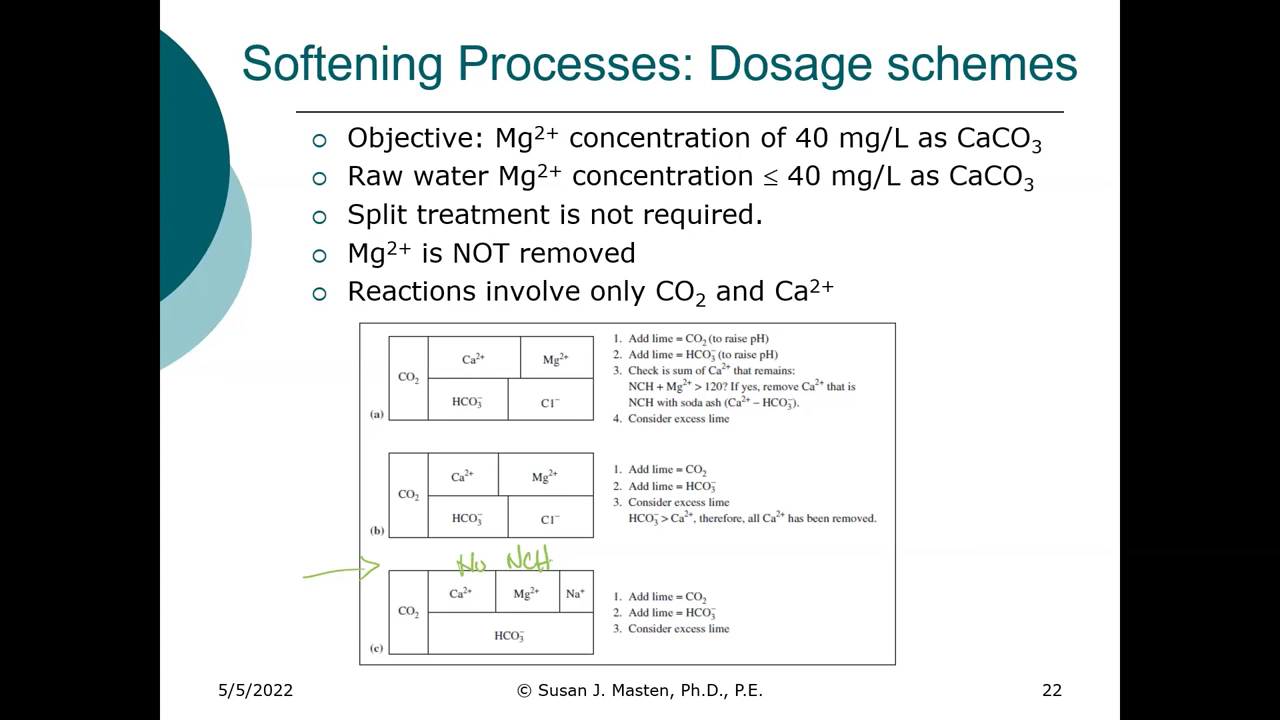 Softening Processes: Dosage schemes
○ Objective: Mg²⁺ concentration of 40 mg/L as CaCO₃
○ Raw water Mg²⁺ concentration ≤ 40 mg/L as CaCO₃
○ Split treatment is not required.
○ Mg²⁺ is NOT removed
○ Reactions involve only CO₂ and Ca²⁺
(a)
CO₂
Ca²⁺ Mg²⁺
HCO₃⁻ Cl⁻
1. Add lime = CO₂ (to raise pH)
2. Add lime = HCO₃⁻ (to raise pH)
3. Check is sum of Ca²⁺ that remains:
NCH + Mg²⁺ > 120? If yes, remove Ca²⁺ that is
NCH with soda ash (Ca²⁺ – HCO₃⁻).
4. Consider excess lime
(b)
CO₂
Ca²⁺ Mg²⁺
HCO₃⁻ Cl⁻
1. Add lime = CO₂
2. Add lime = HCO₃⁻
3. Consider excess lime
HCO₃⁻ > Ca²⁺, therefore, all Ca²⁺ has been removed.
No NCH
(c)
CO₂
Ca²⁺ Mg²⁺ Na⁺
HCO₃⁻
1. Add lime = CO₂
2. Add lime = HCO₃⁻
3. Consider excess lime
5/5/2022 © Susan J. Masten, Ph.D., P.E. 22